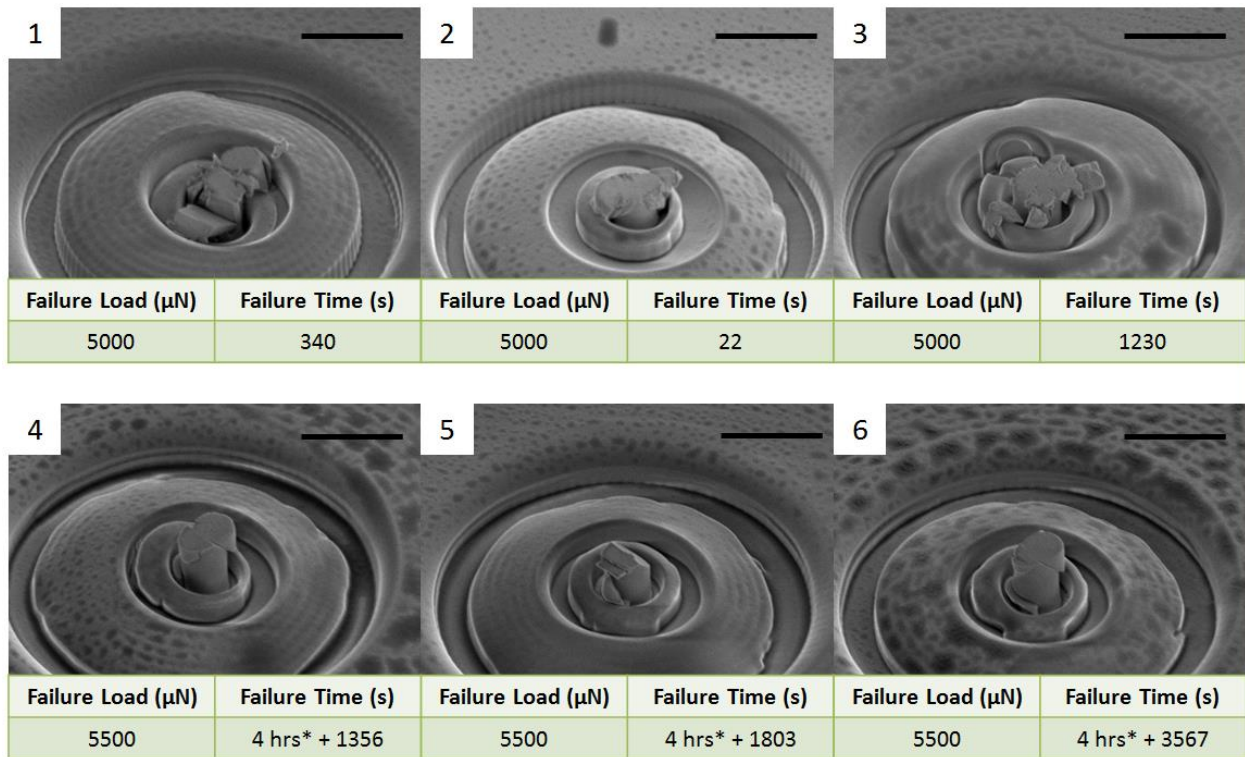 1 2 3
Failure Load (µN) Failure Time (s) Failure Load (µN) Failure Time (s) Failure Load (µN) Failure Time (s)
5000 340 5000 22 5000 1230
4 5 6
Failure Load (µN) Failure Time (s) Failure Load (µN) Failure Time (s) Failure Load (µN) Failure Time (s)
5500 4 hrs* + 1356 5500 4 hrs* + 1803 5500 4 hrs* + 3567